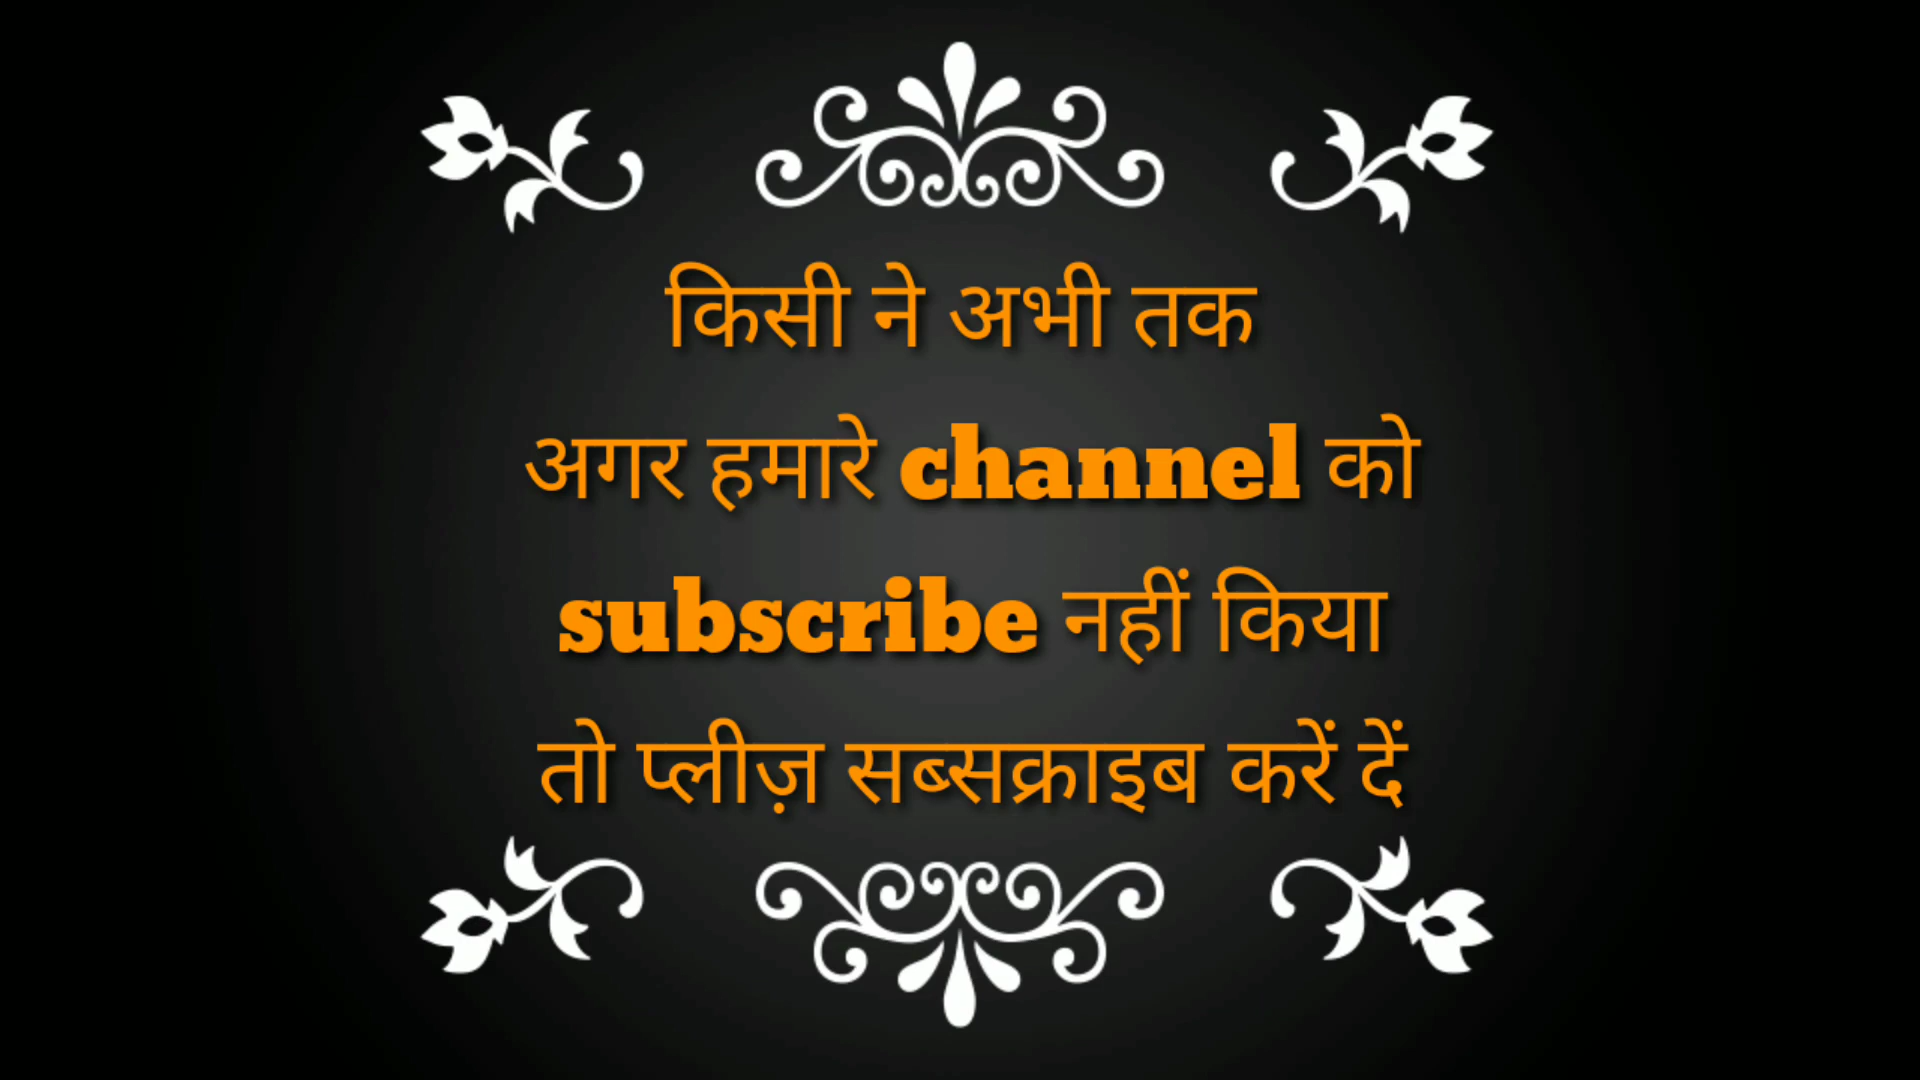 किसी ने अभी तक
अगर हमारे channel को
subscribe नहीं किया
तो प्लीज़ सब्सक्राइब करें दें